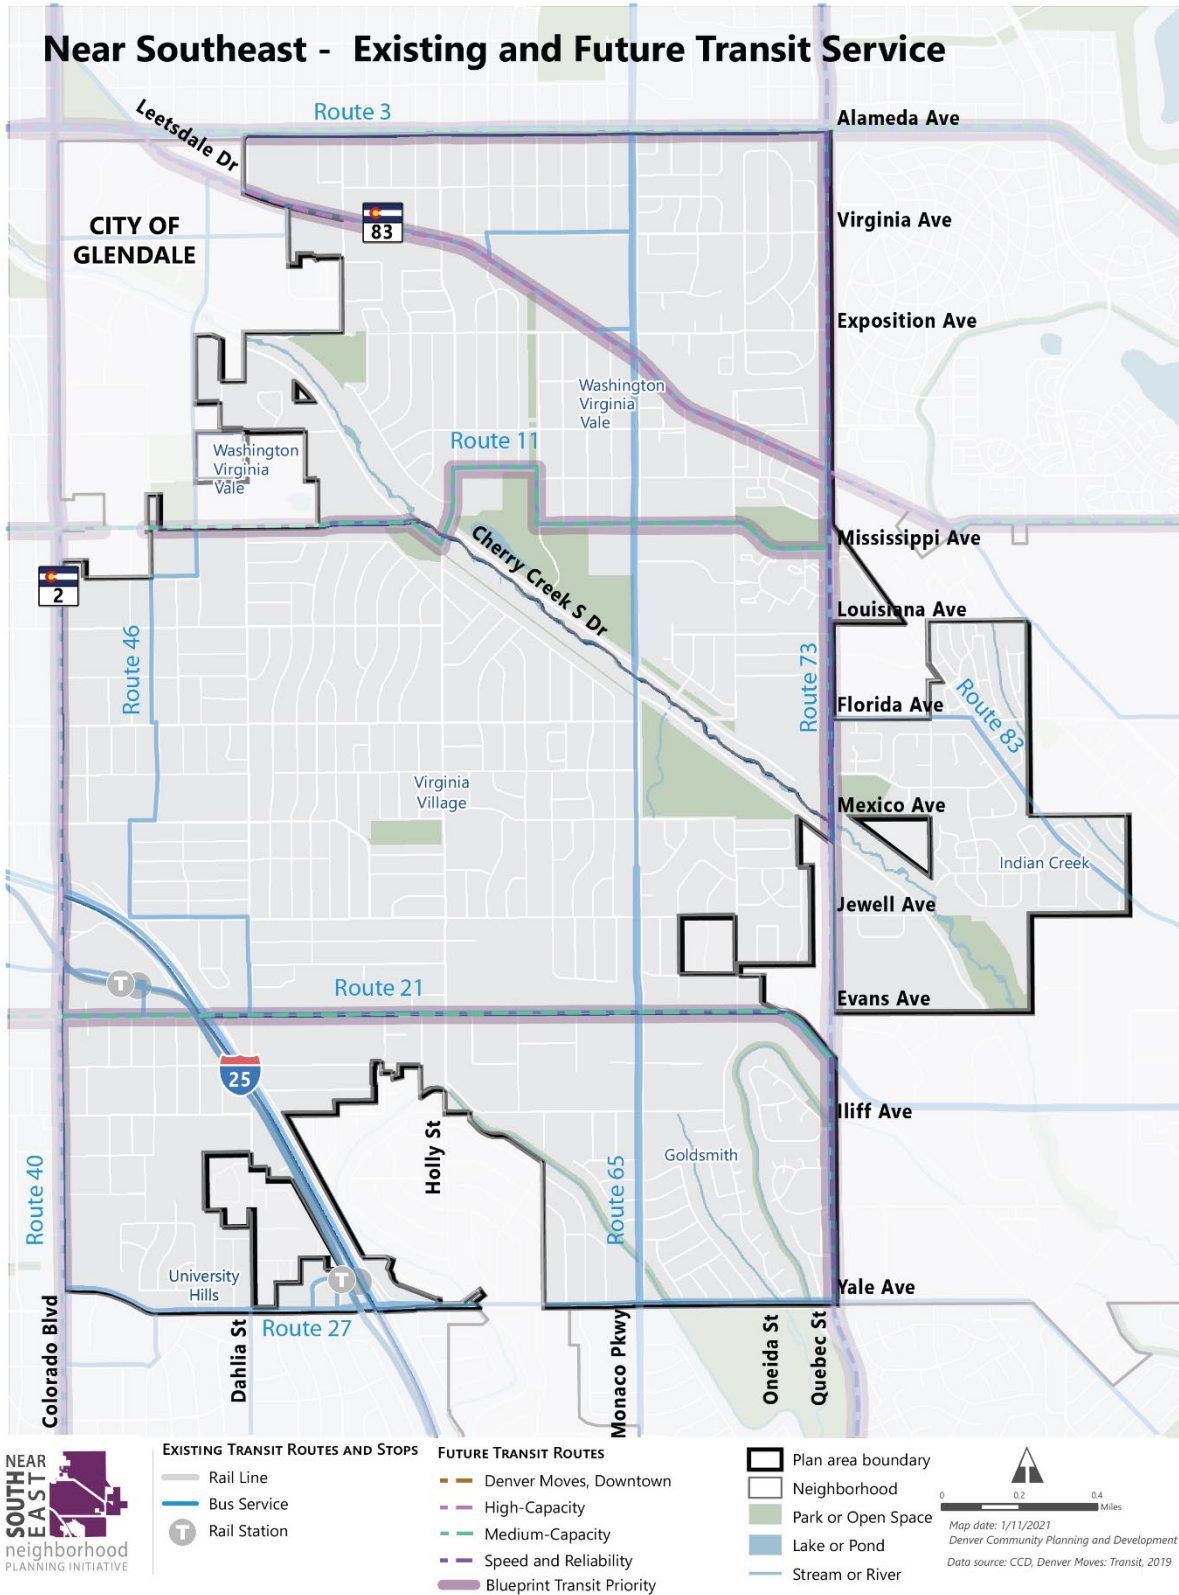 Near Southeast - Existing and Future Transit Service
Leetsdale Dr
Route 3
Alameda Ave
CITY OF
GLENDALE
83
Virginia Ave
Exposition Ave
Washington
Virginia
Vale
Route 11
Washington
Virginia
Vale
Cherry Creek S Dr
Mississippi Ave
2
Louisiana Ave
Route 46
Route 73
Florida Ave
Route 83
Virginia
Village
Mexico Ave
Indian Creek
Jewell Ave
T
Route 21
Evans Ave
25
Iliff Ave
Holly St
Goldsmith
Route 40
Route 65
University
Hills
T
Yale Ave
Route 27
Colorado Blvd
Dahlia St
Monaco Pkwy
Oneida St
Quebec St
NEAR
SOUTH
EAST
neighborhood
PLANNING INITIATIVE
EXISTING TRANSIT ROUTES AND STOPS
Rail Line
Bus Service
T Rail Station
FUTURE TRANSIT ROUTES
Denver Moves, Downtown
High-Capacity
Medium-Capacity
Speed and Reliability
Blueprint Transit Priority
Plan area boundary
Neighborhood
Park or Open Space
Lake or Pond
Stream or River
0 0.2 0.4
Miles
Map date: 1/11/2021
Denver Community Planning and Development
Data source: CCD, Denver Moves: Transit, 2019